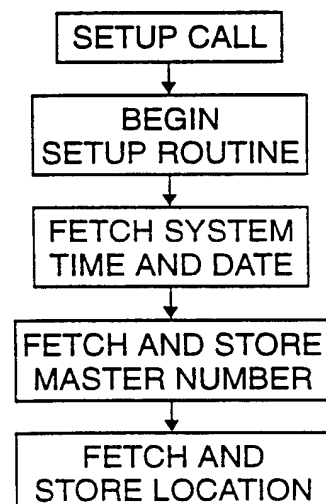 SETUP CALL
BEGIN
SETUP ROUTINE
FETCH SYSTEM
TIME AND DATE
FETCH AND STORE
MASTER NUMBER
FETCH AND
STORE LOCATION